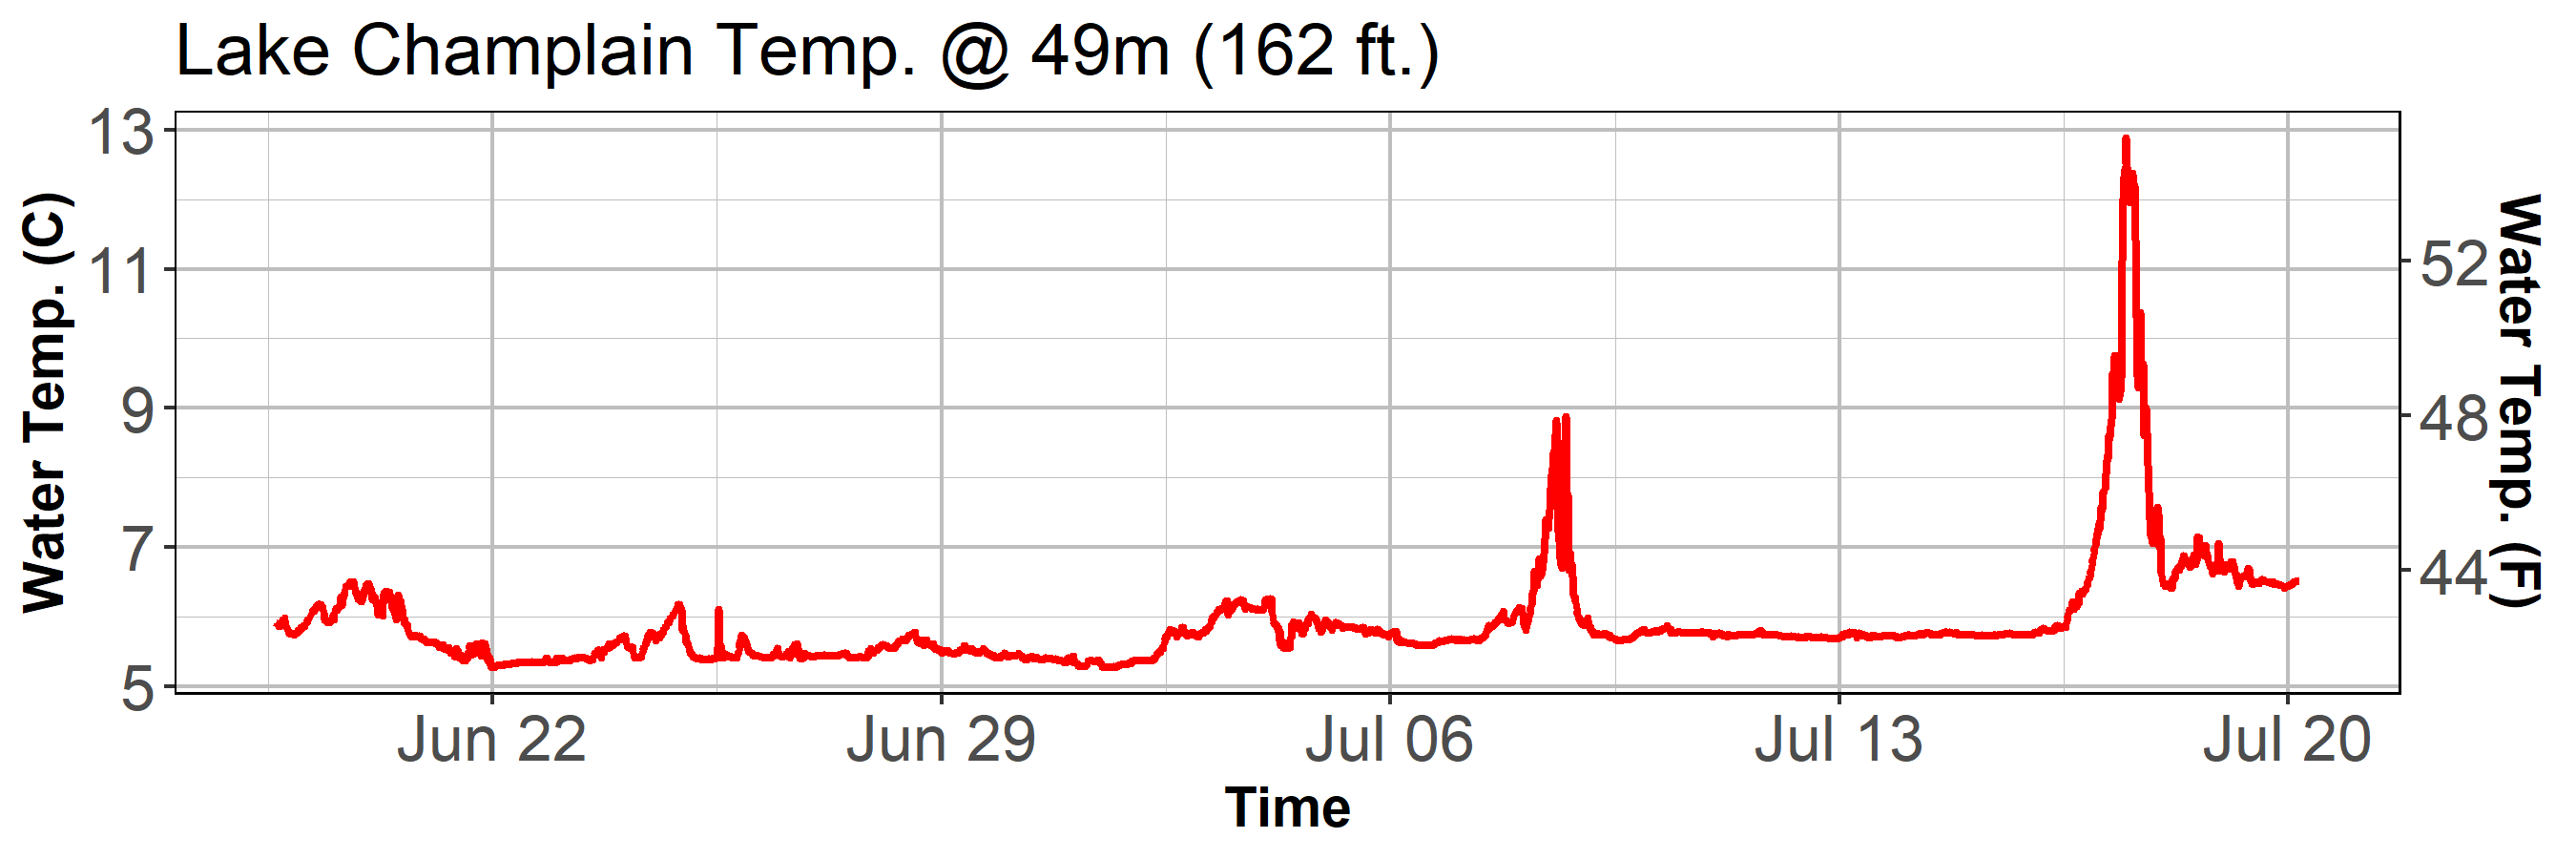 Lake Champlain Temp. @ 49m (162 ft.)
Water Temp. (C)
13
11
9
7
5
52
48
44
Water Temp. (F)
Jun 22
Jun 29
Jul 06
Jul 13
Jul 20
Time